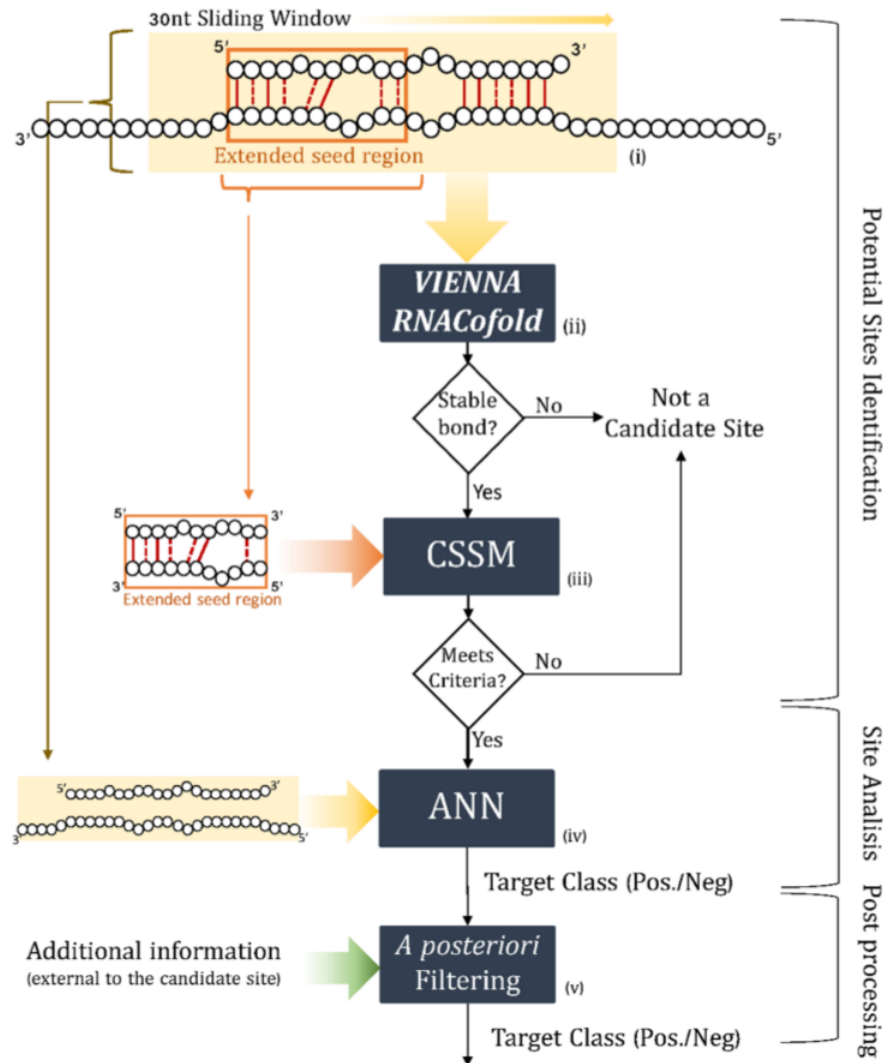 30nt Sliding Window
5'
3'
3'
5'
Extended seed region
(i)
VIENNA
RNACofold
(ii)
Stable
bond?
No
Not a
Candidate Site
Yes
5'
3'
3'
5'
Extended seed region
CSSM
(iii)
Meets
Criteria?
No
Yes
5'
3'
3'
5'
ANN
(iv)
Target Class (Pos./Neg)
Additional information
(external to the candidate site)
A posteriori
Filtering
(v)
Target Class (Pos./Neg)
Potential Sites Identification
Site Analisis
Post processing